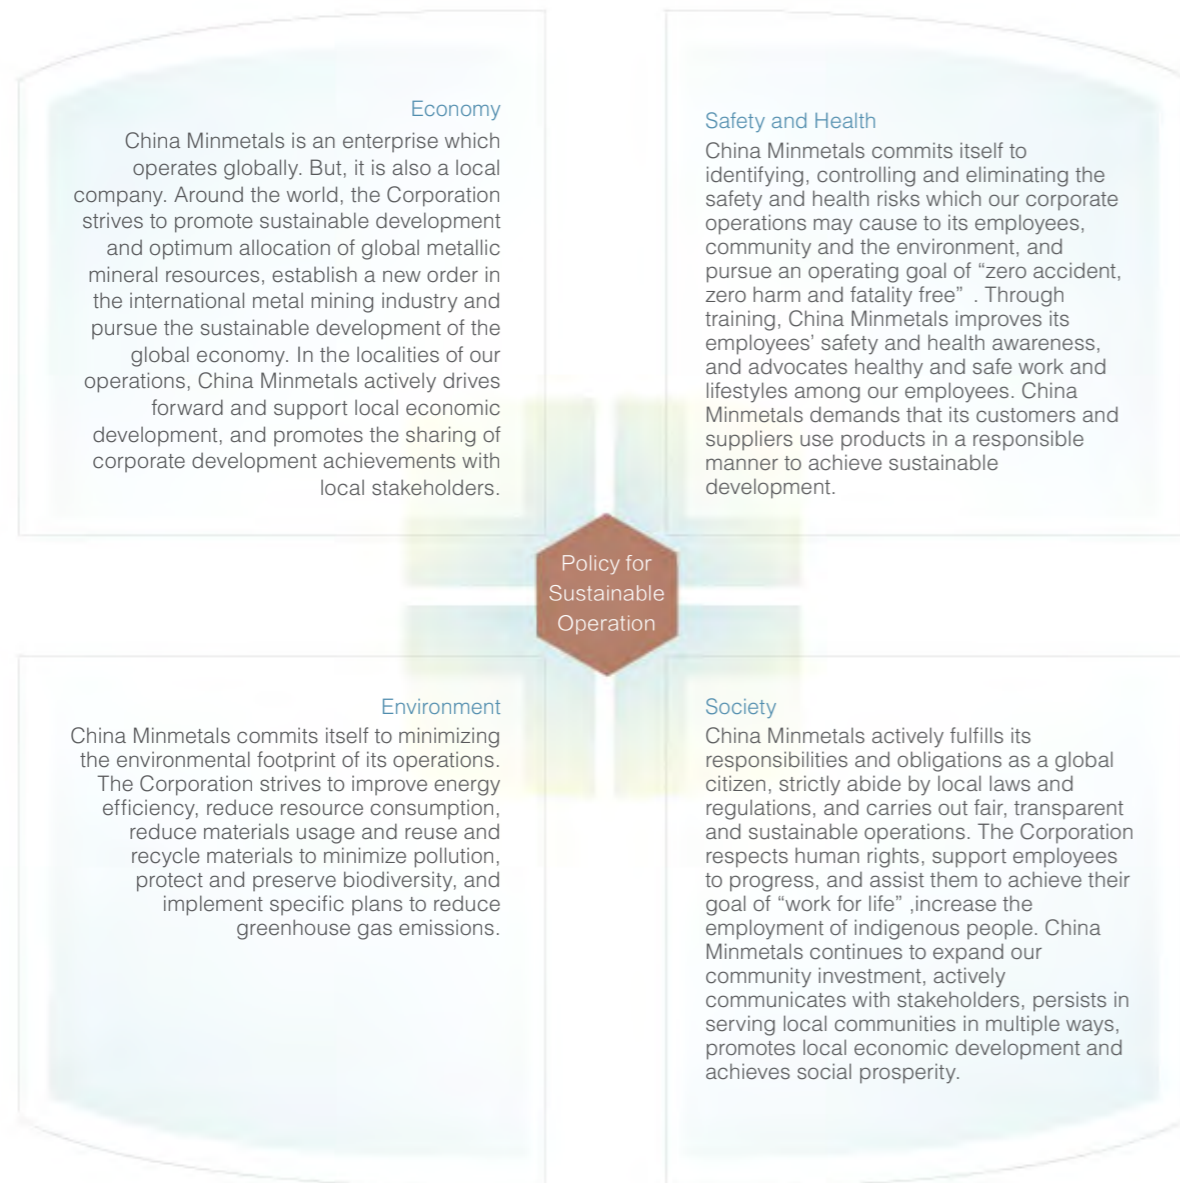 Economy
China Minmetals is an enterprise which
operates globally. But, it is also a local
company. Around the world, the Corporation
strives to promote sustainable development
and optimum allocation of global metallic
mineral resources, establish a new order in
the international metal mining industry and
pursue the sustainable development of the
global economy. In the localities of our
operations, China Minmetals actively drives
forward and support local economic
development, and promotes the sharing of
corporate development achievements with
local stakeholders.
Safety and Health
China Minmetals commits itself to
identifying, controlling and eliminating the
safety and health risks which our corporate
operations may cause to its employees,
community and the environment, and
pursue an operating goal of “zero accident,
zero harm and fatality free” . Through
training, China Minmetals improves its
employees’ safety and health awareness,
and advocates healthy and safe work and
lifestyles among our employees. China
Minmetals demands that its customers and
suppliers use products in a responsible
manner to achieve sustainable
development.
Policy for
Sustainable
Operation
Environment
China Minmetals commits itself to minimizing
the environmental footprint of its operations.
The Corporation strives to improve energy
efficiency, reduce resource consumption,
reduce materials usage and reuse and
recycle materials to minimize pollution,
protect and preserve biodiversity, and
implement specific plans to reduce
greenhouse gas emissions.
Society
China Minmetals actively fulfills its
responsibilities and obligations as a global
citizen, strictly abide by local laws and
regulations, and carries out fair, transparent
and sustainable operations. The Corporation
respects human rights, support employees
to progress, and assist them to achieve their
goal of “work for life” ,increase the
employment of indigenous people. China
Minmetals continues to expand our
community investment, actively
communicates with stakeholders, persists in
serving local communities in multiple ways,
promotes local economic development and
achieves social prosperity.